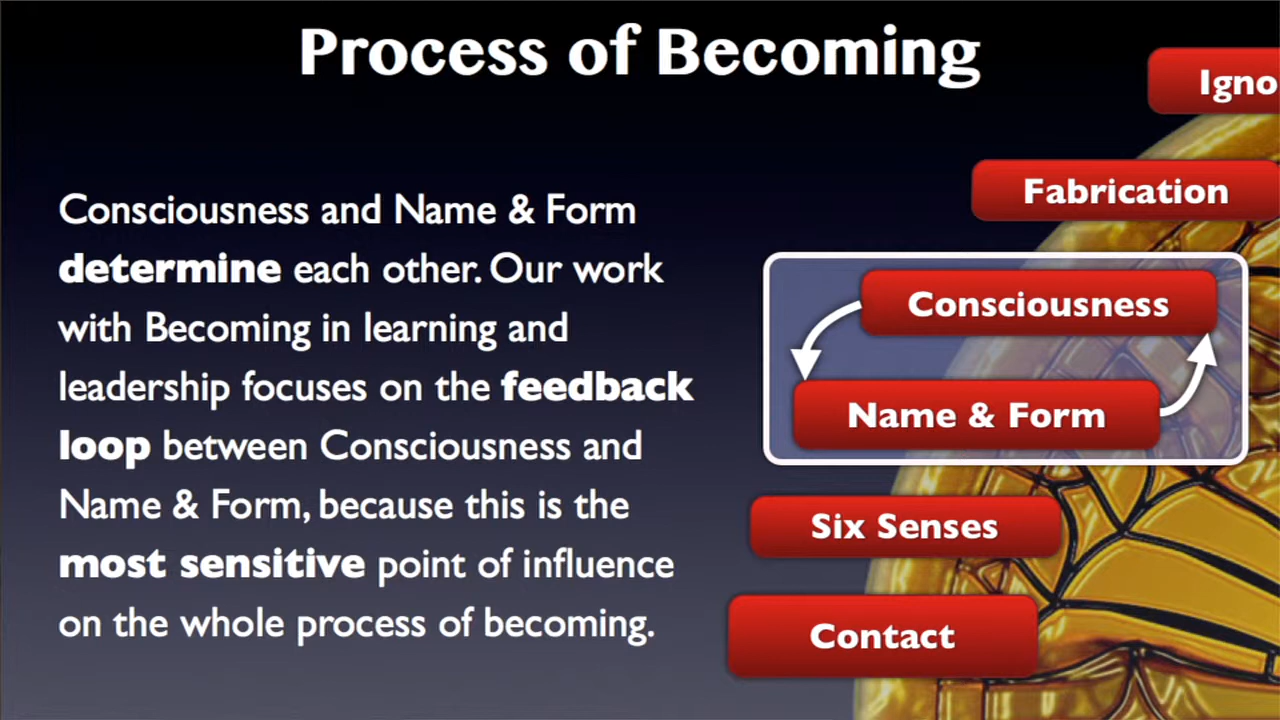 Process of Becoming
Consciousness and Name & Form
determine each other. Our work
with Becoming in learning and
leadership focuses on the feedback
loop between Consciousness and
Name & Form, because this is the
most sensitive point of influence
on the whole process of becoming.
Igno
Fabrication
Consciousness
Name & Form
Six Senses
Contact